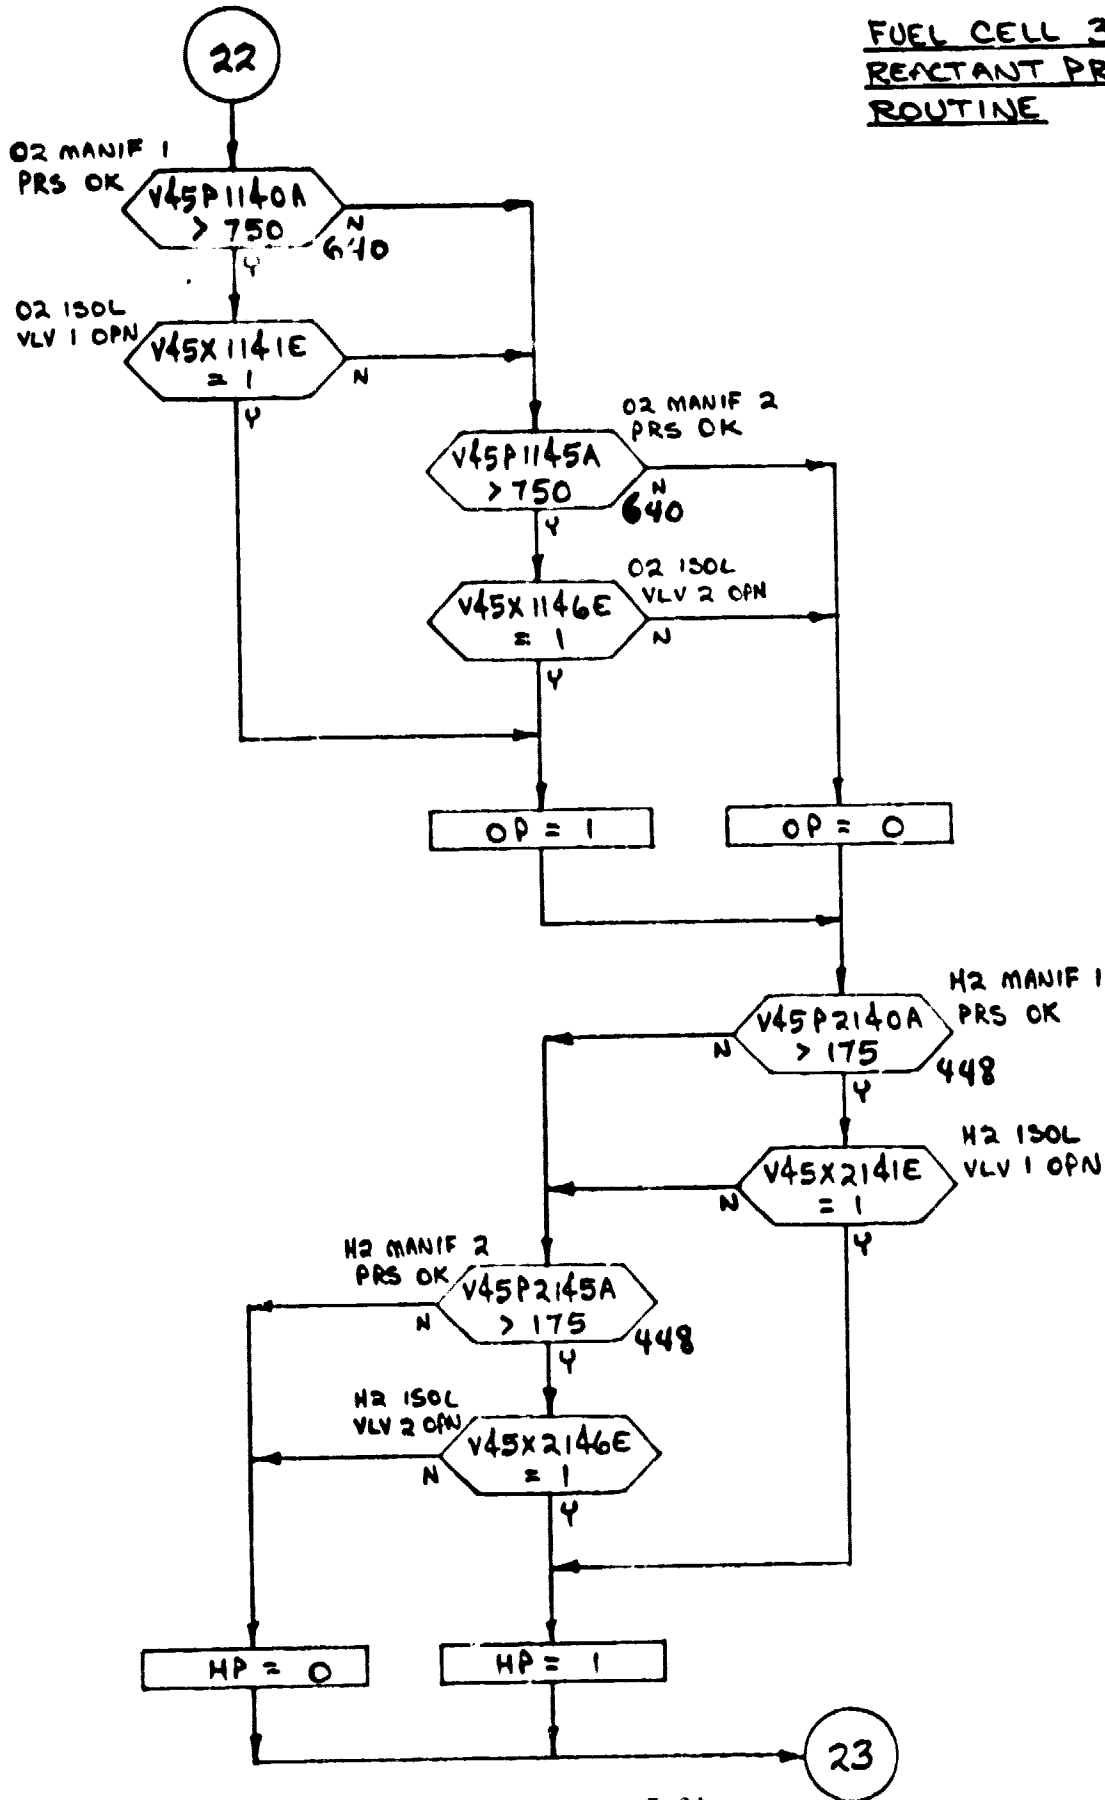 22
FUEL CELL 3
REACTANT PR
ROUTINE
O2 MANIF 1
PRS OK
V45P1140A
> 750
N
640
Y
O2 ISOL
VLV 1 OPN
V45X1141E
= 1
N
Y
O2 MANIF 2
PRS OK
V45P1145A
> 750
N
640
Y
O2 ISOL
VLV 2 OPN
V45X1146E
= 1
N
Y
OP = 1
OP = 0
H2 MANIF 1
PRS OK
V45P2140A
> 175
N
448
Y
H2 ISOL
VLV 1 OPN
V45X2141E
= 1
N
Y
H2 MANIF 2
PRS OK
V45P2145A
> 175
N
448
Y
H2 ISOL
VLV 2 OPN
V45X2146E
= 1
N
Y
HP = 0
HP = 1
23